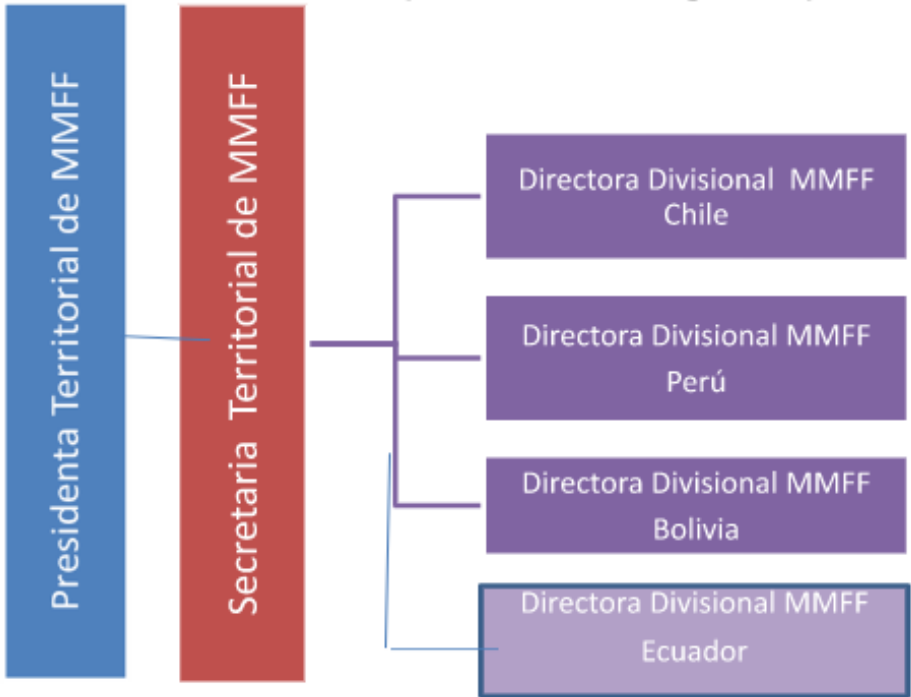 Presidenta Territorial de MMFF
Secretaria Territorial de MMFF
Directora Divisional MMFF
Chile
Directora Divisional MMFF
Perú
Directora Divisional MMFF
Bolivia
Directora Divisional MMFF
Ecuador